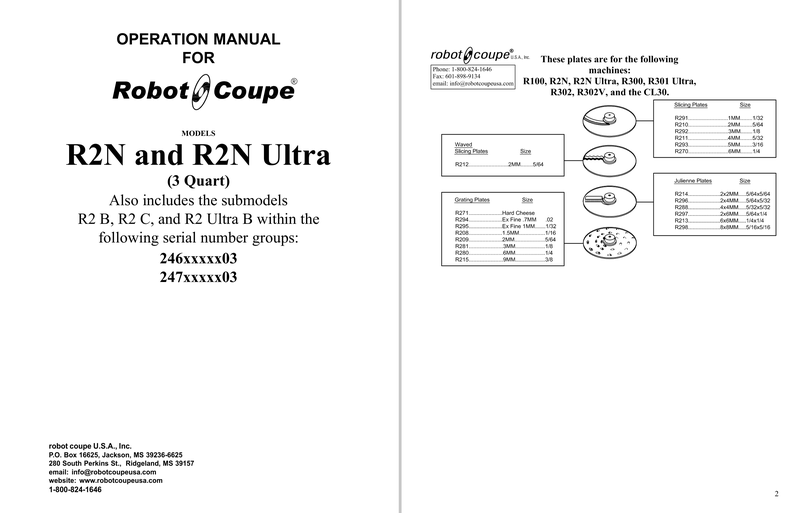 OPERATION MANUAL
FOR
Robot Coupe®
MODELS
R2N and R2N Ultra
(3 Quart)
Also includes the submodels
R2 B, R2 C, and R2 Ultra B within the
following serial number groups:
246xxxxx03
247xxxxx03
robot coupe U.S.A., Inc.
P.O. Box 16625, Jackson, MS 39236-6625
280 South Perkins St., Ridgeland, MS 39157
email: info@robotcoupeusa.com
website: www.robotcoupeusa.com
1-800-824-1646
robot coupe® U.S.A., Inc.
Phone: 1-800-824-1646
Fax: 601-898-9134
email: info@robotcoupeusa.com
These plates are for the following
machines:
R100, R2N, R2N Ultra, R300, R301 Ultra,
R302, R302V, and the CL30.
Slicing Plates Size
R291..........................1MM........1/32
R210..........................2MM........5/64
R292..........................3MM........1/8
R211..........................4MM........5/32
R293..........................5MM........3/16
R270..........................6MM........1/4
Waved
Slicing Plates Size
R212..........................2MM........5/64
Julienne Plates Size
R214.....................2x2MM.....5/64x5/64
R296.....................2x4MM.....5/64x5/32
R288.....................4x4MM.....5/32x5/32
R297.....................2x6MM.....5/64x1/4
R213.....................6x6MM.....1/4x1/4
R298.....................8x8MM.....5/16x5/16
Grating Plates Size
R271......................Hard Cheese
R294......................Ex Fine .7MM .02
R295......................Ex Fine 1MM.......1/32
R208......................1.5MM..................1/16
R209......................2MM....................5/64
R281.......................3MM....................1/8
R280.......................6MM....................1/4
R215.......................9MM....................3/8
2